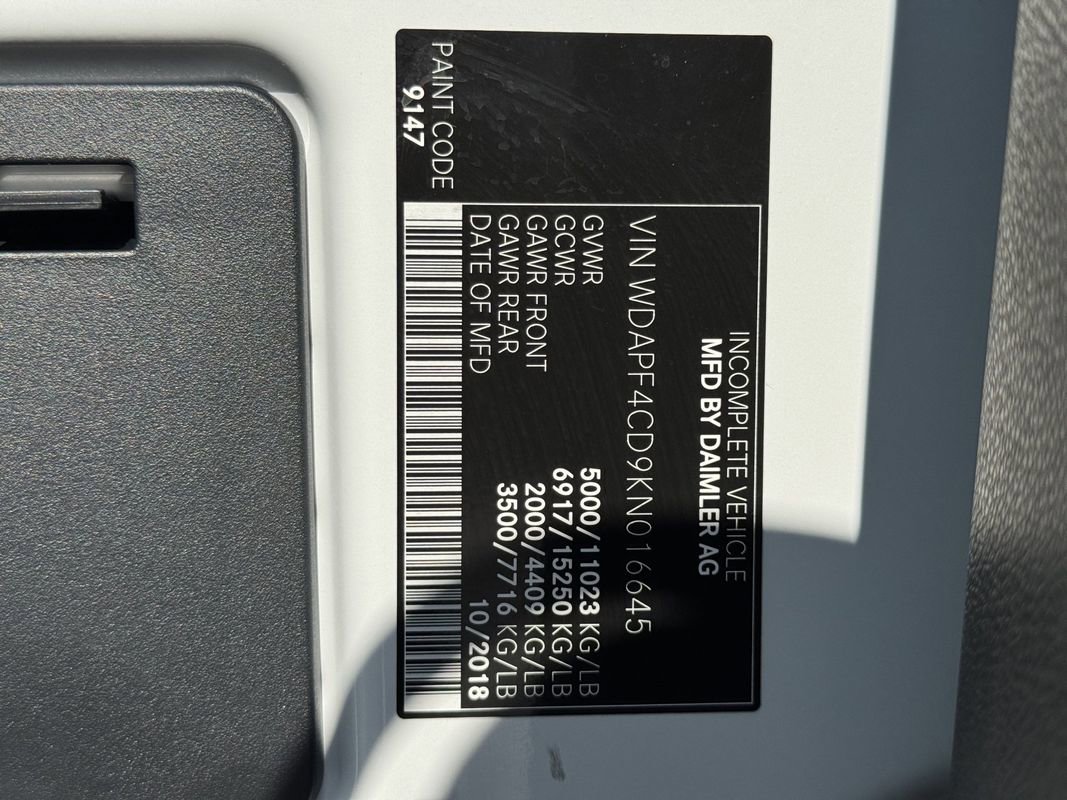 INCOMPLETE VEHICLE
MFD BY DAIMLER AG
VIN WDAPF4CD9KN016645
GVWR 5000/11023 KG/LB
GCWR 6917/15250 KG/LB
GAWR FRONT 2000/4409 KG/LB
GAWR REAR 3500/7716 KG/LB
DATE OF MFD 10/2018
PAINT CODE
9147